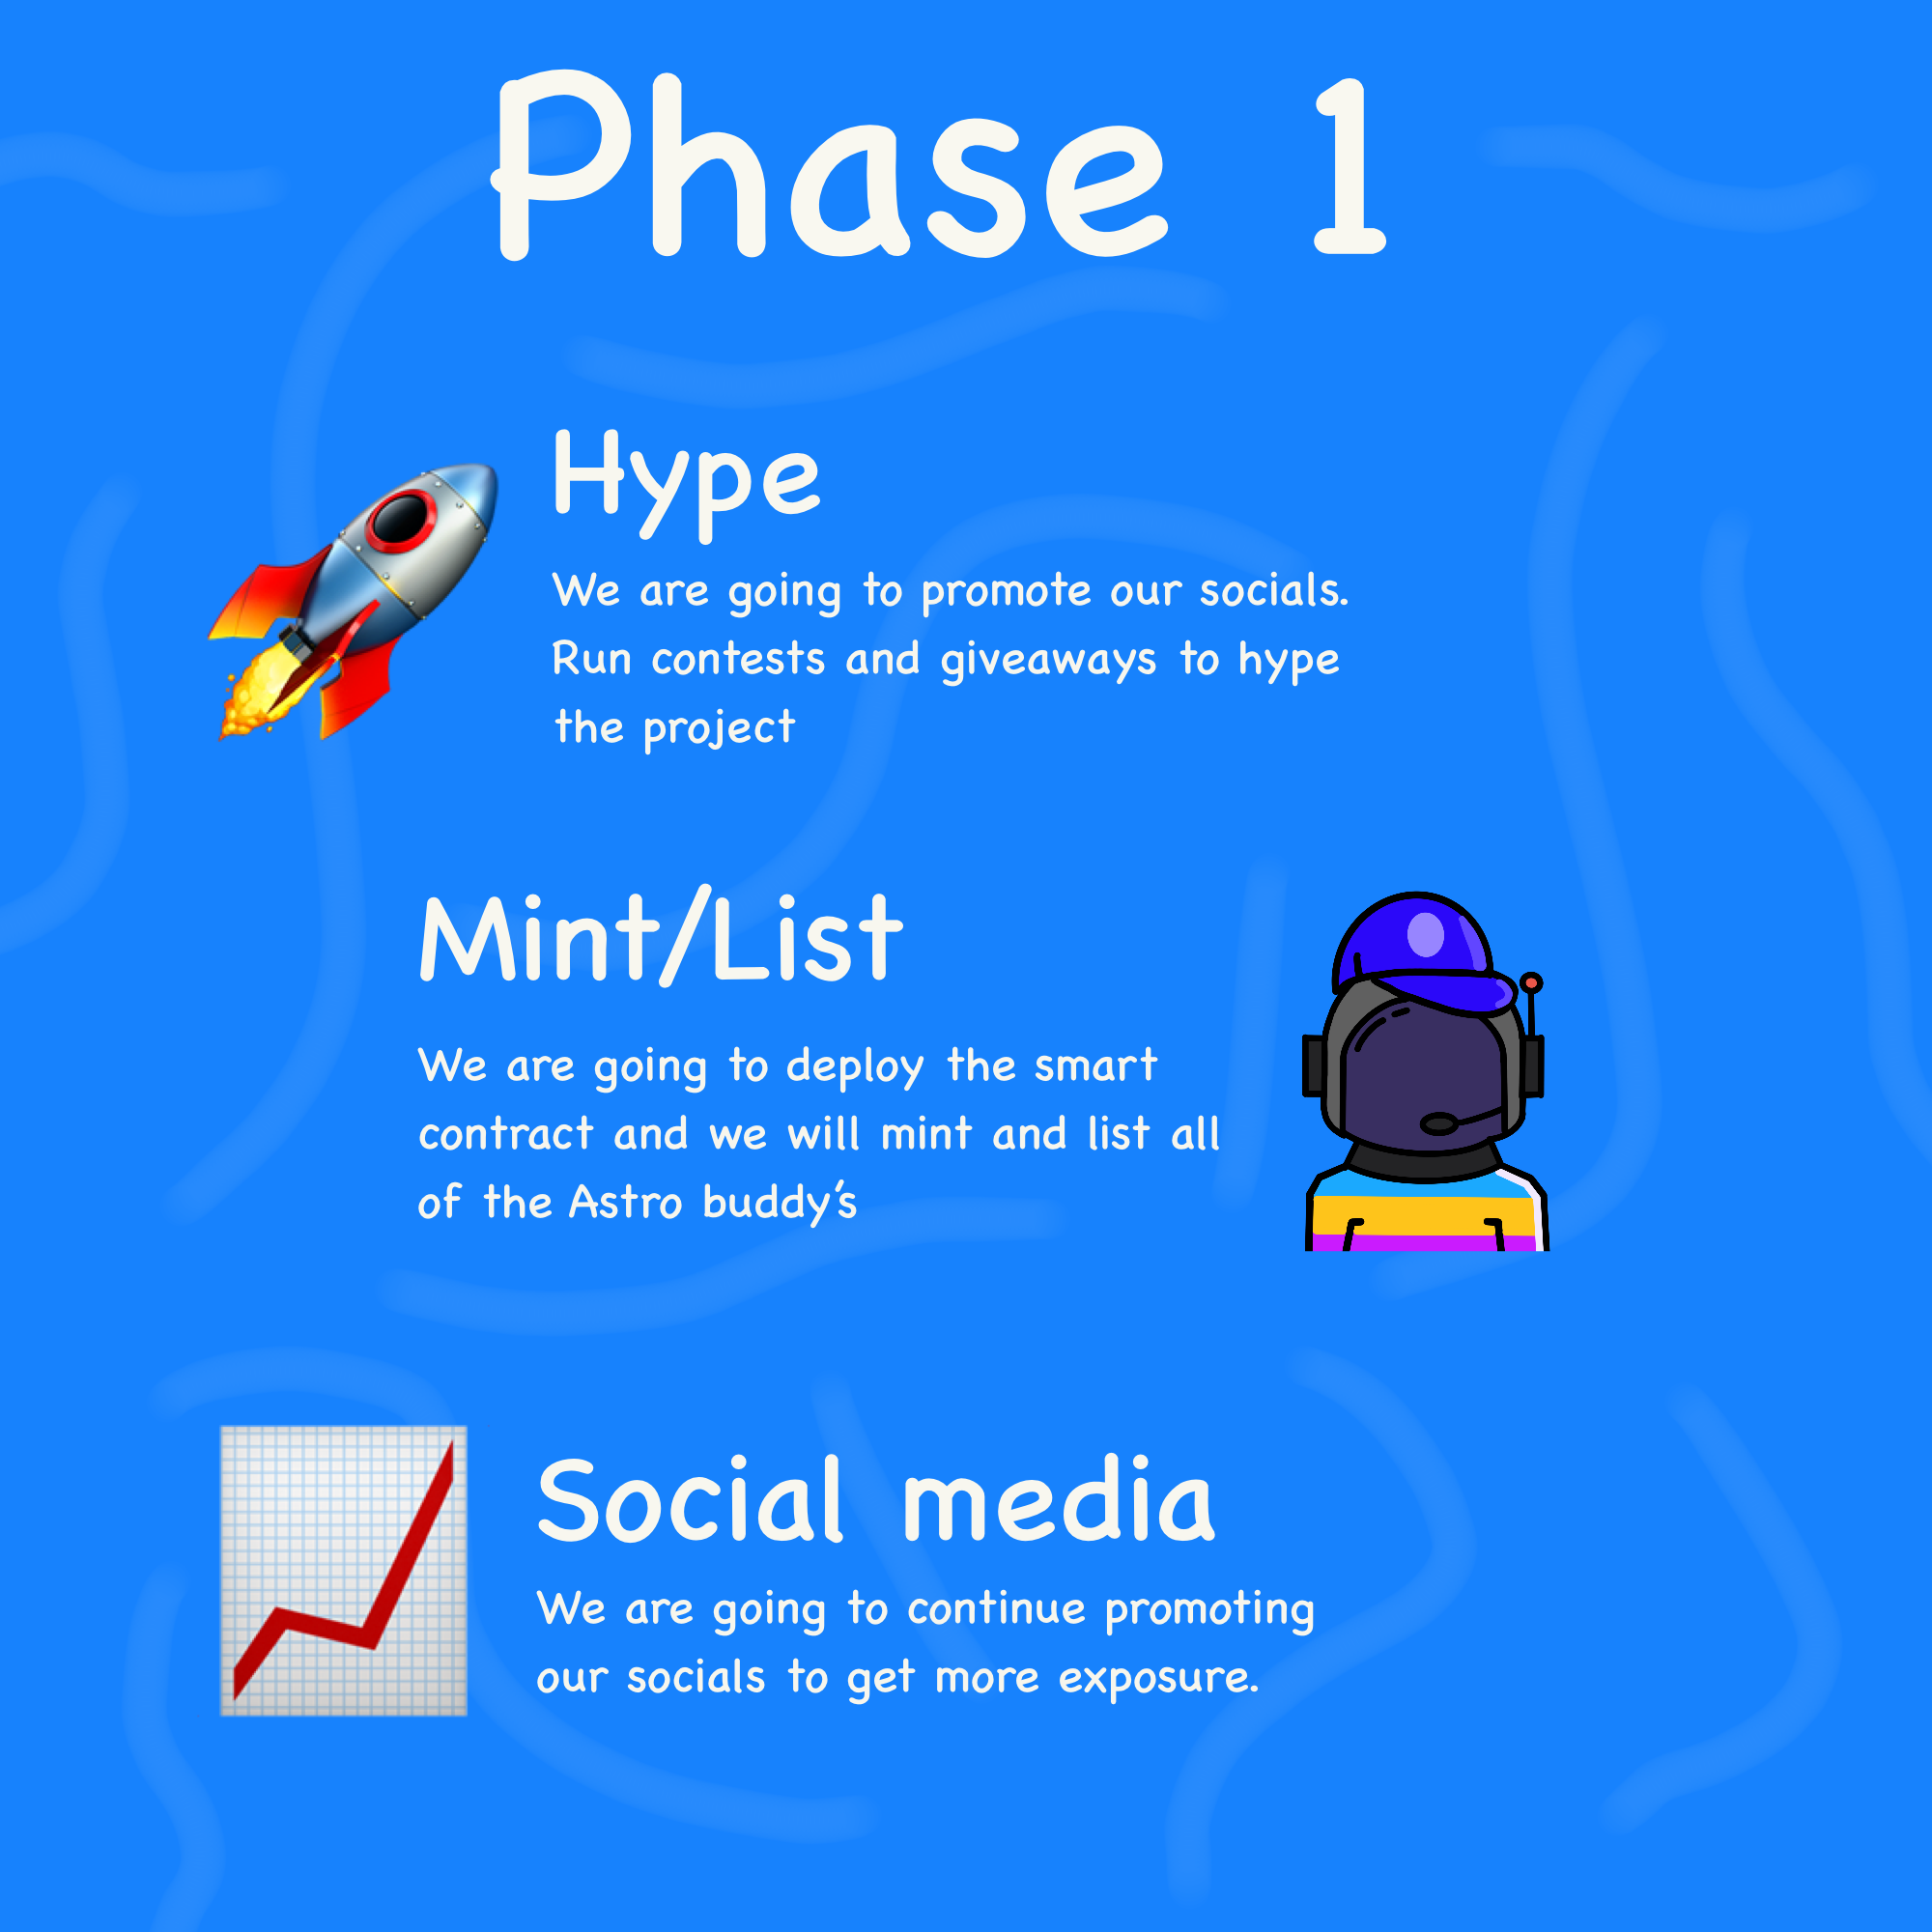 Phase 1
Hype
We are going to promote our socials.
Run contests and giveaways to hype
the project
Mint/List
We are going to deploy the smart
contract and we will mint and list all
of the Astro buddy's
Social media
We are going to continue promoting
our socials to get more exposure.